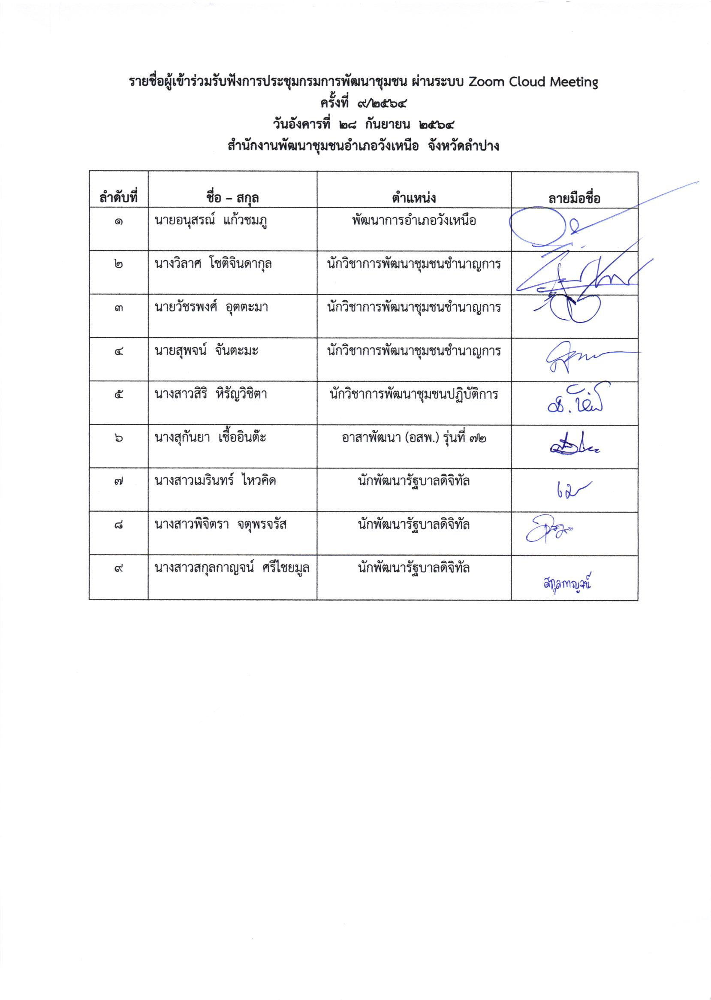 รายชื่อผู้เข้าร่วมรับฟังการประชุมกรมการพัฒนาชุมชน ผ่านระบบ Zoom Cloud Meeting
ครั้งที่ ๙/๒๕๖๔
วันอังคารที่ ๒๘ กันยายน ๒๕๖๔
สำนักงานพัฒนาชุมชนอำเภอวังเหนือ จังหวัดลำปาง
ลำดับที่ ชื่อ – สกุล ตำแหน่ง ลายมือชื่อ
๑ นายอนุสรณ์ แก้วชมภู พัฒนาการอำเภอวังเหนือ
๒ นางวิลาศ โชติจินดากุล นักวิชาการพัฒนาชุมชนชำนาญการ
๓ นายวัชรพงศ์ อุตตะมา นักวิชาการพัฒนาชุมชนชำนาญการ
๔ นายสุพจน์ จันตะมะ นักวิชาการพัฒนาชุมชนชำนาญการ
๕ นางสาวสิริ หิรัญวิชิตา นักวิชาการพัฒนาชุมชนปฏิบัติการ
๖ นางสุกันยา เชื้ออินต๊ะ อาสาพัฒนา (อสพ.) รุ่นที่ ๗๒
๗ นางสาวเมรินทร์ ไหวคิด นักพัฒนารัฐบาลดิจิทัล
๘ นางสาวพิจิตรา จตุพรจรัส นักพัฒนารัฐบาลดิจิทัล
๙ นางสาวสกุลกาญจน์ ศรีไชยมูล นักพัฒนารัฐบาลดิจิทัล สกุลกาญจน์